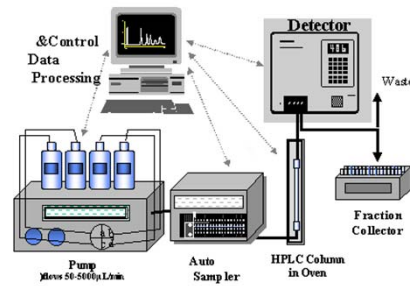 &Control
Data
Processing
Detector
Waste
Pump
flows 50-5000µL/min
Auto
Sampler
HPLC Column
in Oven
Fraction
Collector